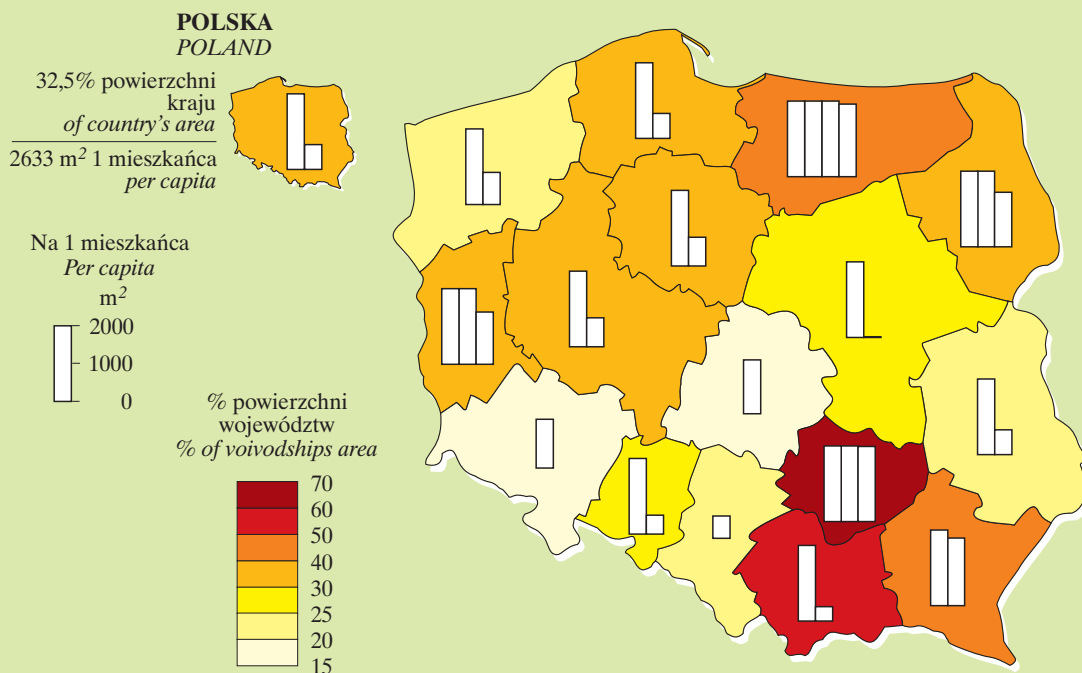 POLSKA
POLAND
32,5% powierzchni
kraju
of country's area
2633 m² 1 mieszkańca
per capita
Na 1 mieszkańca
Per capita
m²
2000
1000
0
% powierzchni
województw
% of voivodships area
70
60
50
40
30
25
20
15